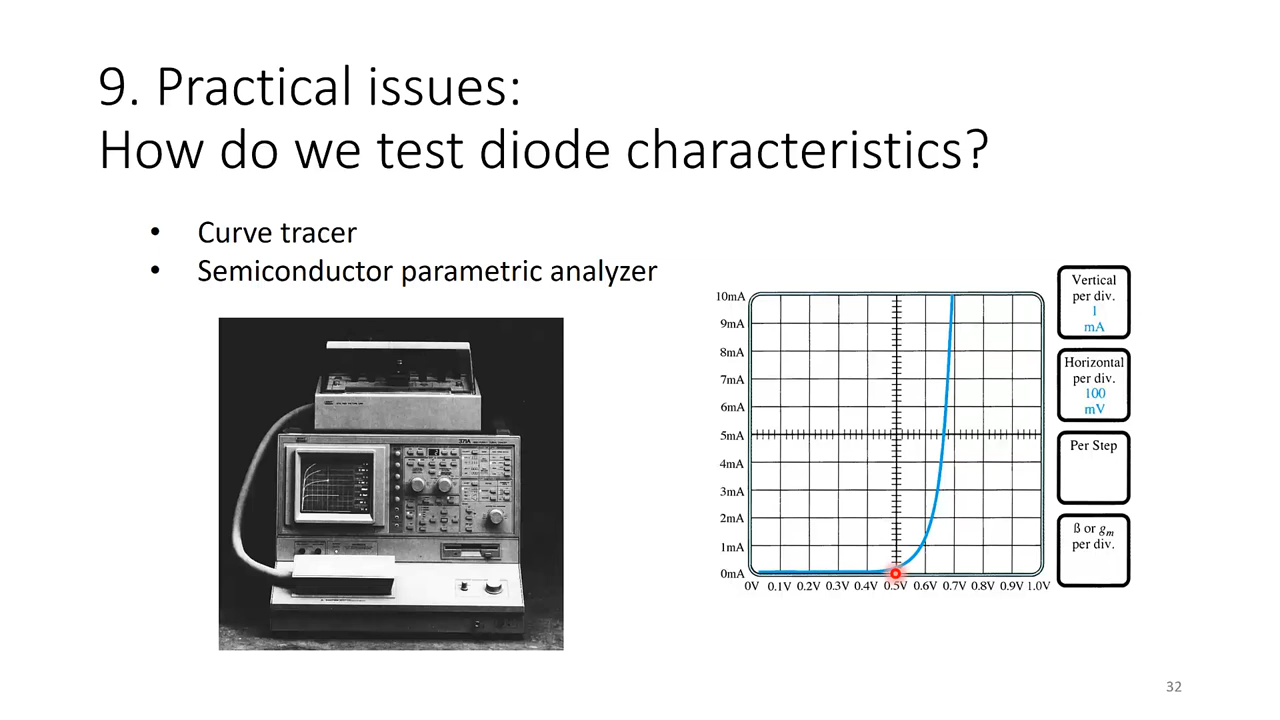 9. Practical issues:
How do we test diode characteristics?
• Curve tracer
• Semiconductor parametric analyzer
10mA
9mA
8mA
7mA
6mA
5mA
4mA
3mA
2mA
1mA
0mA
0V 0.1V 0.2V 0.3V 0.4V 0.5V 0.6V 0.7V 0.8V 0.9V 1.0V
Vertical
per div.
1
mA
Horizontal
per div.
100
mV
Per Step
ß or gm
per div.
371A
32